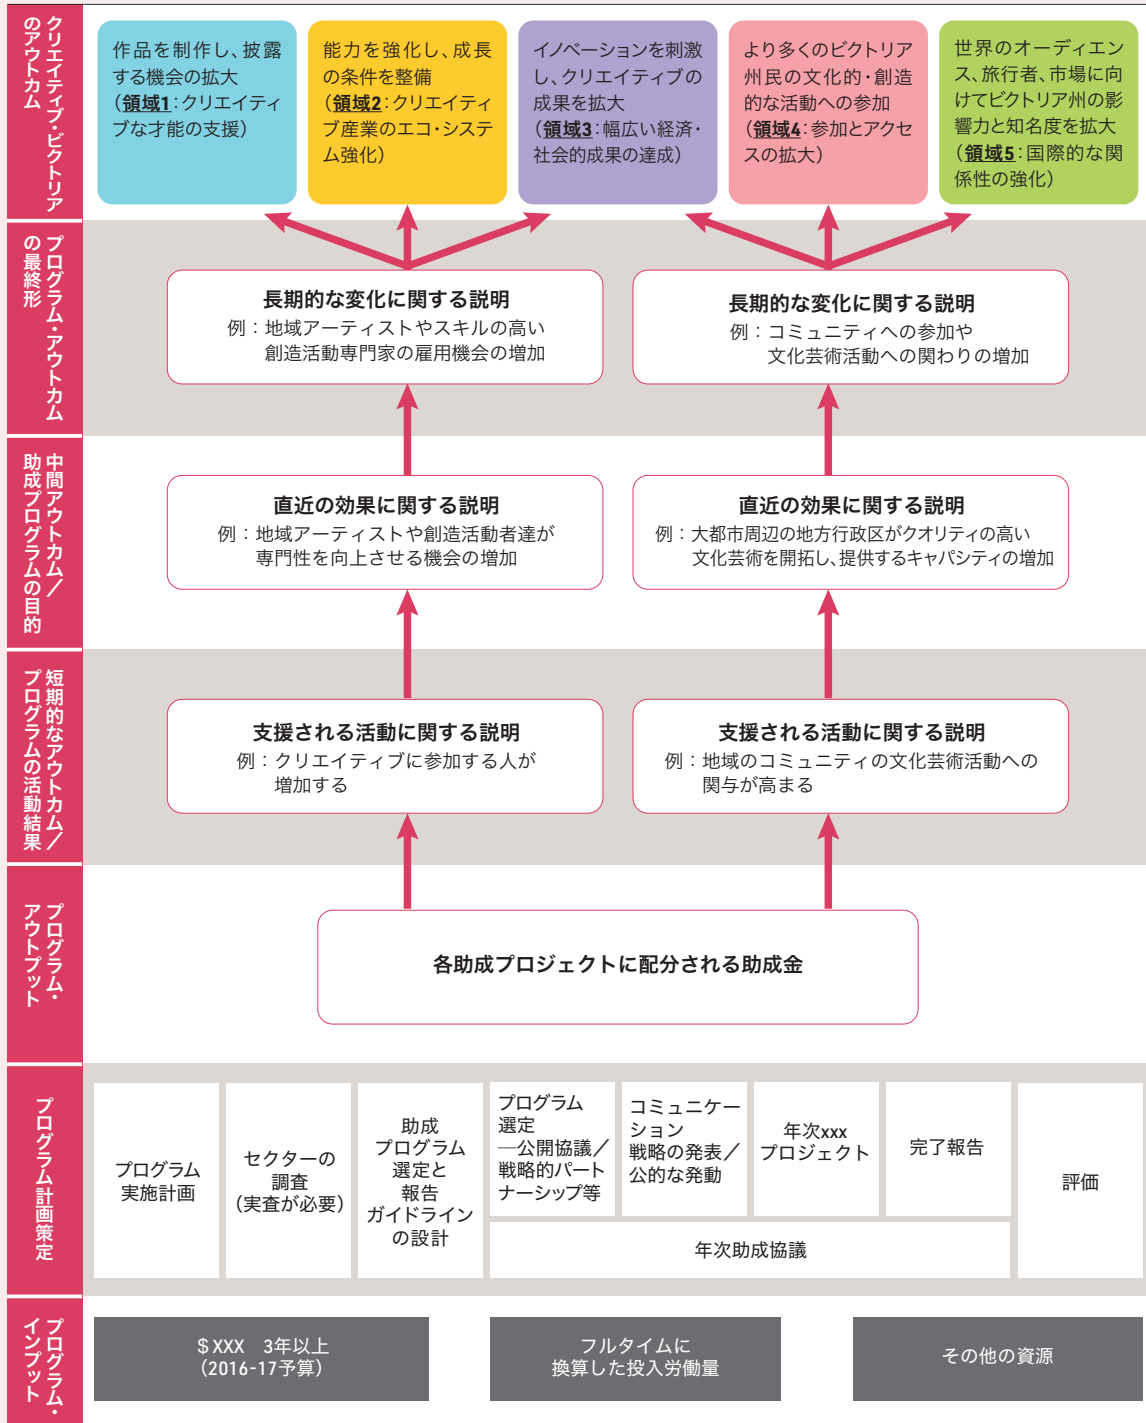 クリエイティブ・ビクトリア
のアウトカム
作品を制作し、披露
する機会の拡大
（領域1：クリエイティ
ブな才能の支援）
能力を強化し、成長
の条件を整備
（領域2：クリエイティ
ブ産業のエコ・システ
ム強化）
イノベーションを刺激
し、クリエイティブの
成果を拡大
（領域3：幅広い経済・
社会的成果の達成）
より多くのビクトリア
州民の文化的・創造
的な活動への参加
（領域4：参加とアクセ
スの拡大）
世界のオーディエン
ス、旅行者、市場に向
けてビクトリア州の影
響力と知名度を拡大
（領域5：国際的な関
係性の強化）
プログラム・アウトカム
の最終形
長期的な変化に関する説明
例：地域アーティストやスキルの高い
創造活動専門家の雇用機会の増加
長期的な変化に関する説明
例：コミュニティへの参加や
文化芸術活動への関わりの増加
中間アウトカム／
助成プログラムの目的
直近の効果に関する説明
例：地域アーティストや創造活動者達が
専門性を向上させる機会の増加
直近の効果に関する説明
例：大都市周辺の地方行政区がクオリティの高い
文化芸術を開拓し、提供するキャパシティの増加
短期的なアウトカム／
プログラムの活動結果
支援される活動に関する説明
例：クリエイティブに参加する人が
増加する
支援される活動に関する説明
例：地域のコミュニティの文化芸術活動への
関与が高まる
プログラム・
アウトプット
各助成プロジェクトに配分される助成金
プログラム計画策定
プログラム
実施計画
セクターの
調査
（実査が必要）
助成
プログラム
選定と
報告
ガイドライン
の設計
プログラム
選定
―公開協議／
戦略的パート
ナーシップ等
コミュニケー
ション
戦略の発表／
公的な発動
年次xxx
プロジェクト
完了報告
年次助成協議
評価
プログラム・
インプット
＄XXX　3年以上
（2016-17予算）
フルタイムに
換算した投入労働量
その他の資源